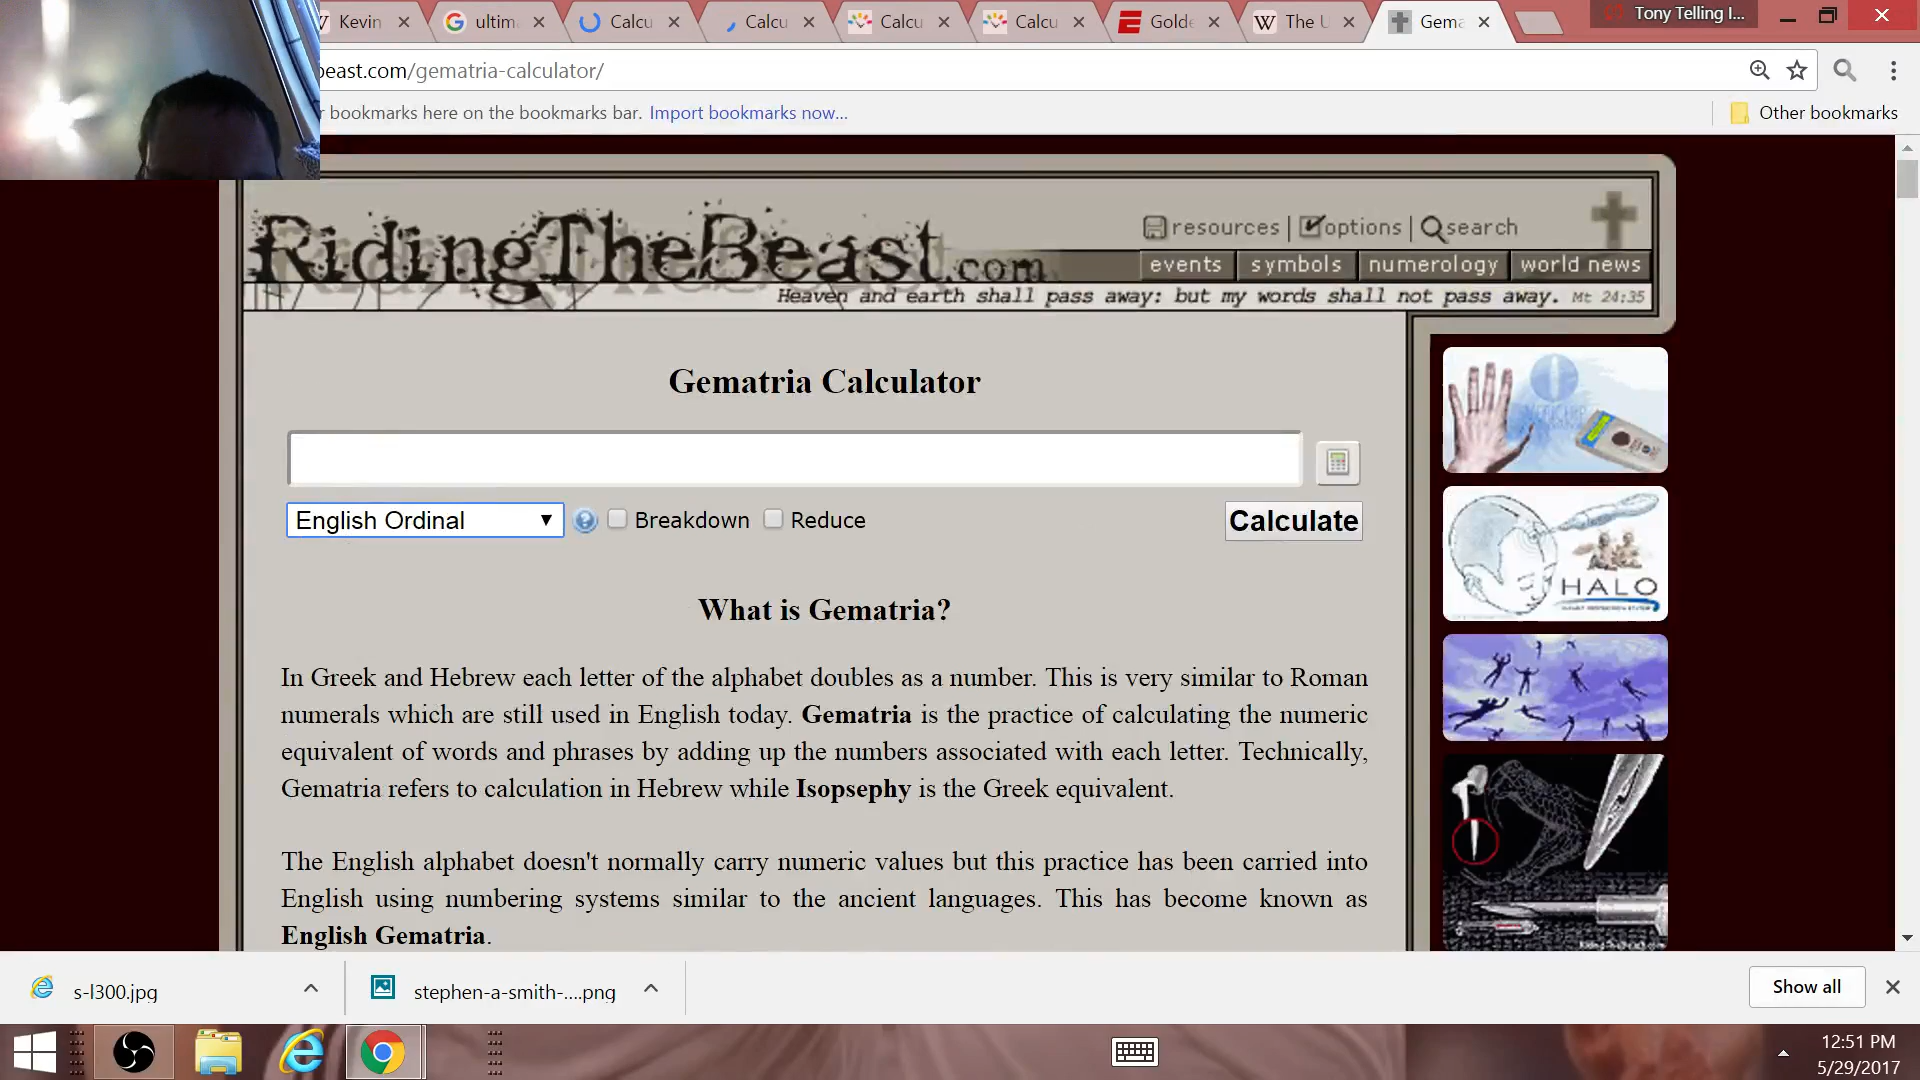 Kevin
ultim
Calcu
Calcu
Calcu
Calcu
Golde
The U
Gema
Tony Telling I...
beast.com/gematria-calculator/
bookmarks here on the bookmarks bar. Import bookmarks now...
Other bookmarks
RidingTheBeast.com
resources | options | search
events symbols numerology world news
Heaven and earth shall pass away: but my words shall not pass away. Mt 24:35
Gematria Calculator
English Ordinal
Breakdown
Reduce
Calculate
What is Gematria?
In Greek and Hebrew each letter of the alphabet doubles as a number. This is very similar to Roman
numerals which are still used in English today. Gematria is the practice of calculating the numeric
equivalent of words and phrases by adding up the numbers associated with each letter. Technically,
Gematria refers to calculation in Hebrew while Isopsephy is the Greek equivalent.
The English alphabet doesn't normally carry numeric values but this practice has been carried into
English using numbering systems similar to the ancient languages. This has become known as
English Gematria.
HALO
s-l300.jpg
stephen-a-smith-....png
Show all
12:51 PM
5/29/2017